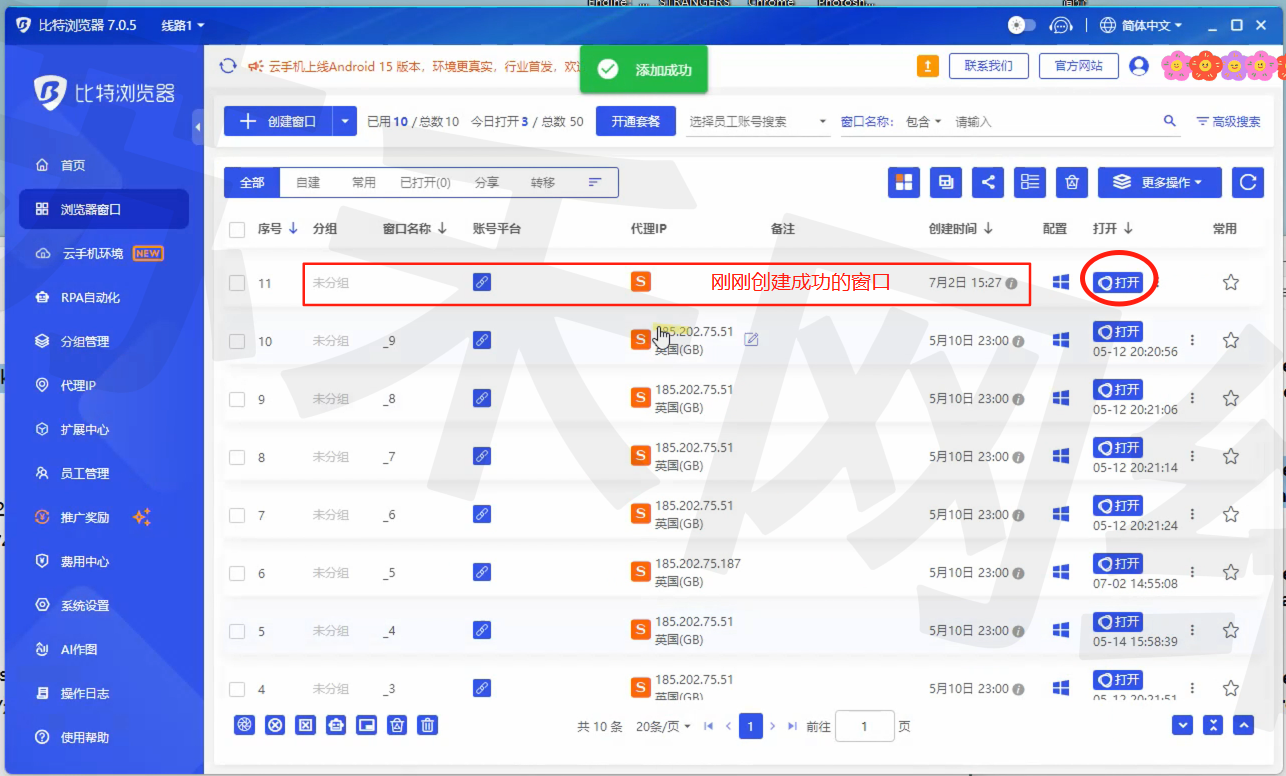 比特浏览器 7.0.5 线路1 简体中文
云手机上线Android 15 版本，环境更真实，行业首发，欢
添加成功
联系我们 官方网站
比特浏览器
创建窗口 已用10 / 总数10 今日打开3 / 总数 50 开通套餐 选择员工账号搜索 窗口名称: 包含 请输入 高级搜索
首页
浏览器窗口
云手机环境 NEW
RPA自动化
分组管理
代理IP
扩展中心
员工管理
推广奖励
费用中心
系统设置
AI作图
操作日志
使用帮助
全部 自建 常用 已打开(0) 分享 转移 更多操作
序号 分组 窗口名称 账号平台 代理IP 备注 创建时间 配置 打开 常用
11 未分组 S 刚刚创建成功的窗口 7月2日 15:27 打开
10 未分组 _9 S 185.202.75.51 5月10日 23:00 打开
英国(GB) 05-12 20:20:56
9 未分组 _8 S 185.202.75.51 5月10日 23:00 打开
英国(GB) 05-12 20:21:06
8 未分组 _7 S 185.202.75.51 5月10日 23:00 打开
英国(GB) 05-12 20:21:14
7 未分组 _6 S 185.202.75.51 5月10日 23:00 打开
英国(GB) 05-12 20:21:24
6 未分组 _5 S 185.202.75.187 5月10日 23:00 打开
英国(GB) 07-02 14:55:08
5 未分组 _4 S 185.202.75.51 5月10日 23:00 打开
英国(GB) 05-14 15:58:39
4 未分组 _3 S 185.202.75.51 5月10日 23:00 打开
英国(GB) 05-12 20:21:51
共 10 条 20条/页 1 前往 1 页